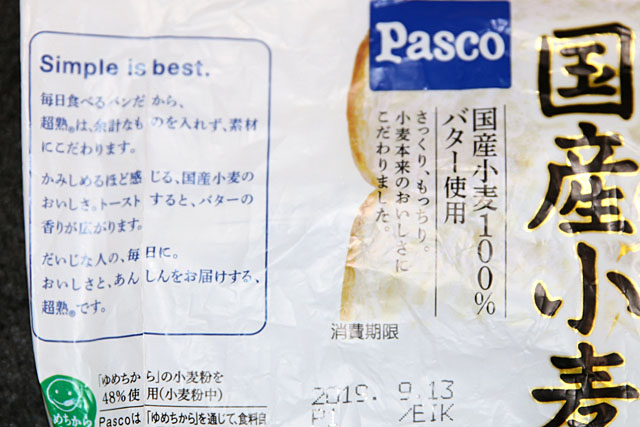 Simple is best.
毎日食べるパンだから、
超熟®は、余計なものを入れず、素材
にこだわります。
かみしめるほど感じる、国産小麦の
おいしさ。トーストすると、バターの
香りが広がります。
だいじな人の、毎日に。
おいしさと、あんしんをお届けする、
超熟®です。
Pasco
国産小麦
国産小麦100%
バター使用
さっくり、もっちり。
小麦本来のおいしさに
こだわりました。
消費期限
2019. 9.13
/EIK
「ゆめちから」の小麦粉を
48%使用(小麦粉中)
Pascoは「ゆめちから」を通じて、食料自
めちから